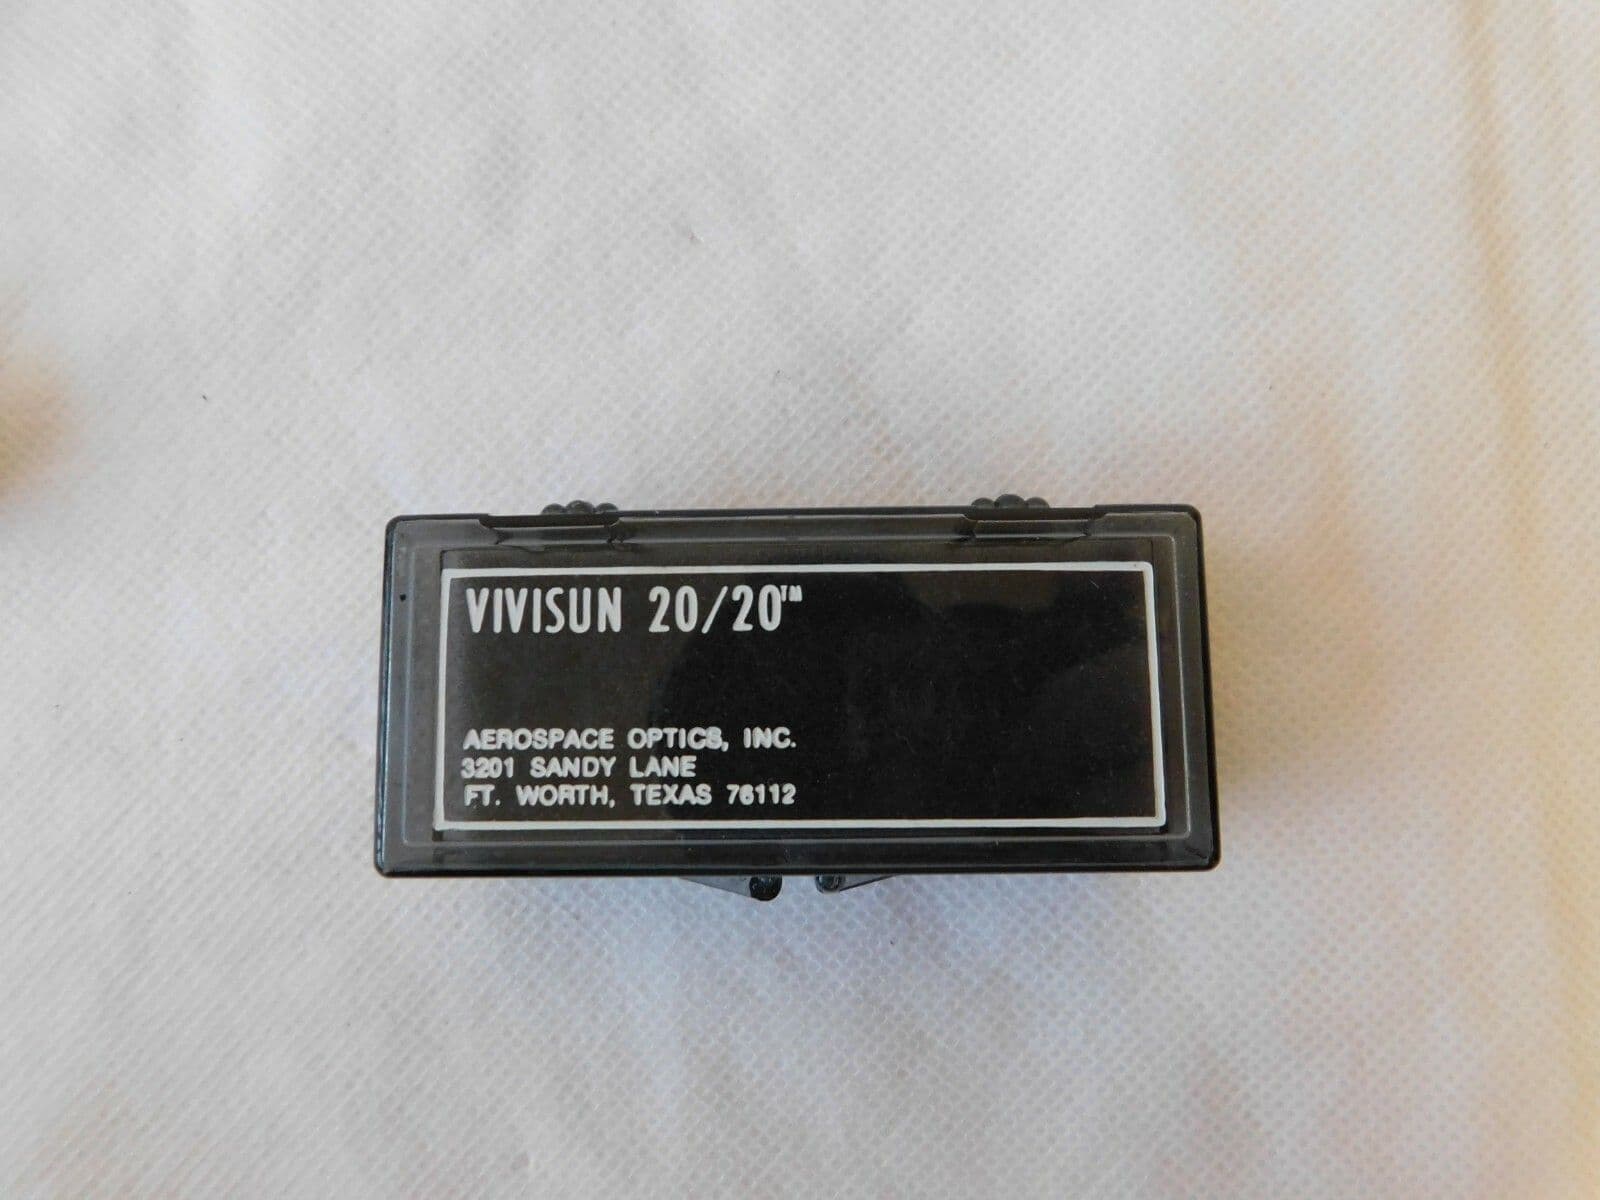 VIVISUN 20/20™
AEROSPACE OPTICS, INC.
3201 SANDY LANE
FT. WORTH, TEXAS 76112